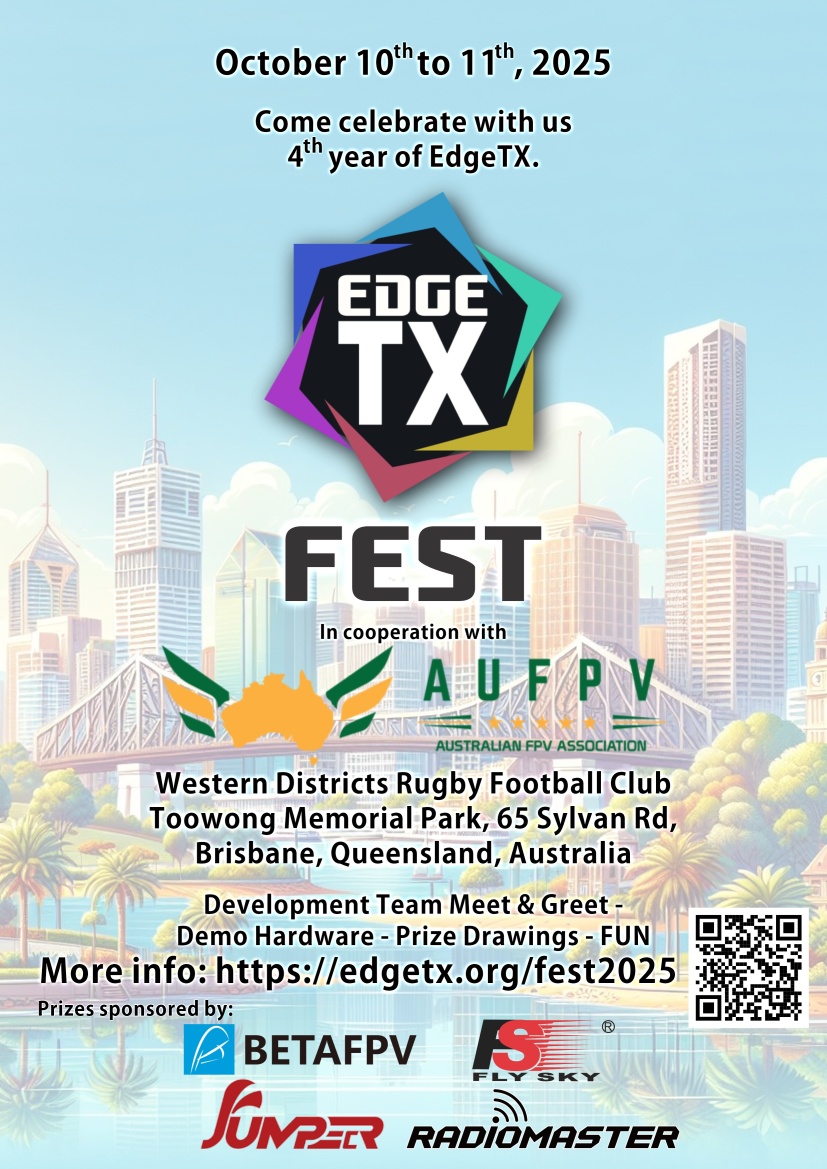 October 10th to 11th, 2025
Come celebrate with us
4th year of EdgeTX.
EDGE
TX
FEST
In cooperation with
AUFPV
AUSTRALIAN FPV ASSOCIATION
Western Districts Rugby Football Club
Toowong Memorial Park, 65 Sylvan Rd,
Brisbane, Queensland, Australia
Development Team Meet & Greet -
Demo Hardware - Prize Drawings - FUN
More info: https://edgetx.org/fest2025
Prizes sponsored by:
BETAFPV
FS ®
FLY SKY
JUMPER
RADIOMASTER